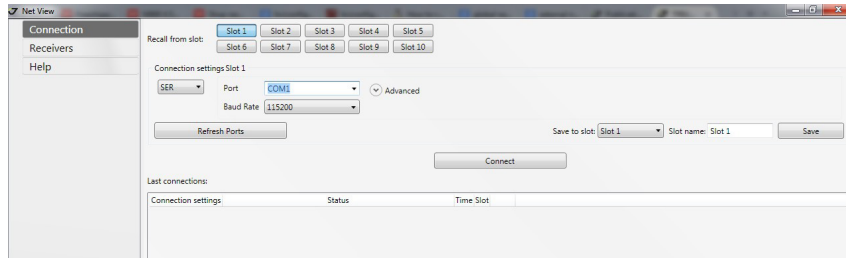 Net View
Connection
Receivers
Help
Recall from slot: Slot 1 Slot 2 Slot 3 Slot 4 Slot 5
Slot 6 Slot 7 Slot 8 Slot 9 Slot 10
Connection settings Slot 1
SER Port COM1 Advanced
Baud Rate 115200
Refresh Ports Save to slot: Slot 1 Slot name: Slot 1 Save
Connect
Last connections:
Connection settings Status Time Slot